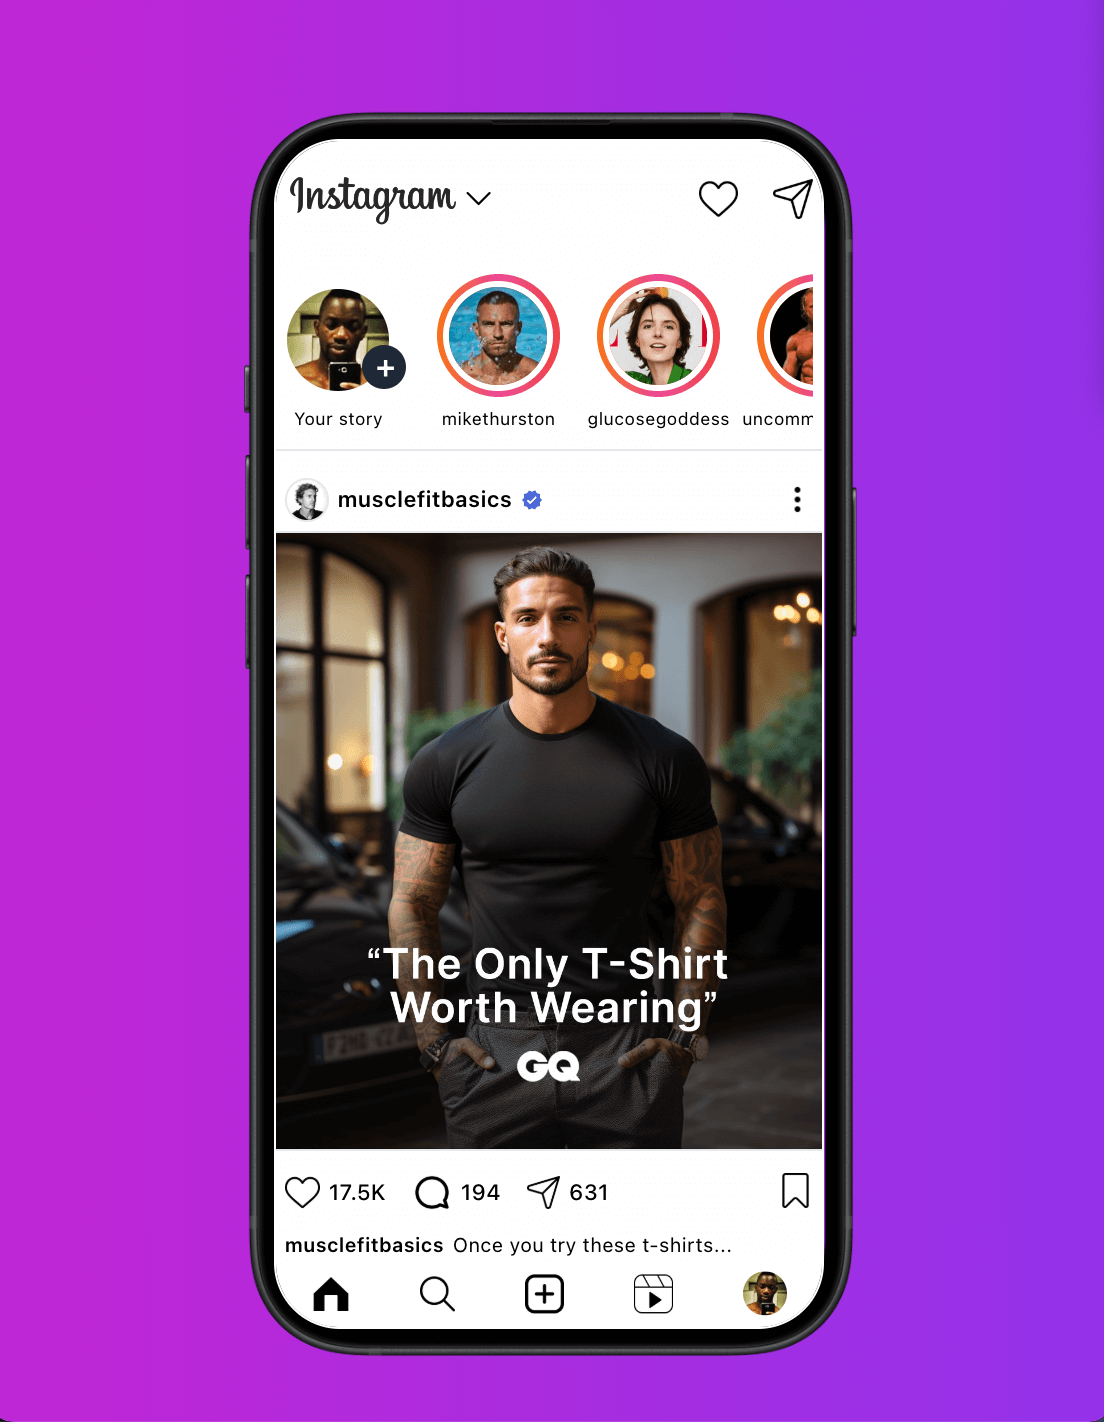 Instagram
Your story
mikethurston
glucosegoddess
uncomm
musclefitbasics
“The Only T-Shirt
Worth Wearing”
GQ
17.5K
194
631
musclefitbasics Once you try these t-shirts...